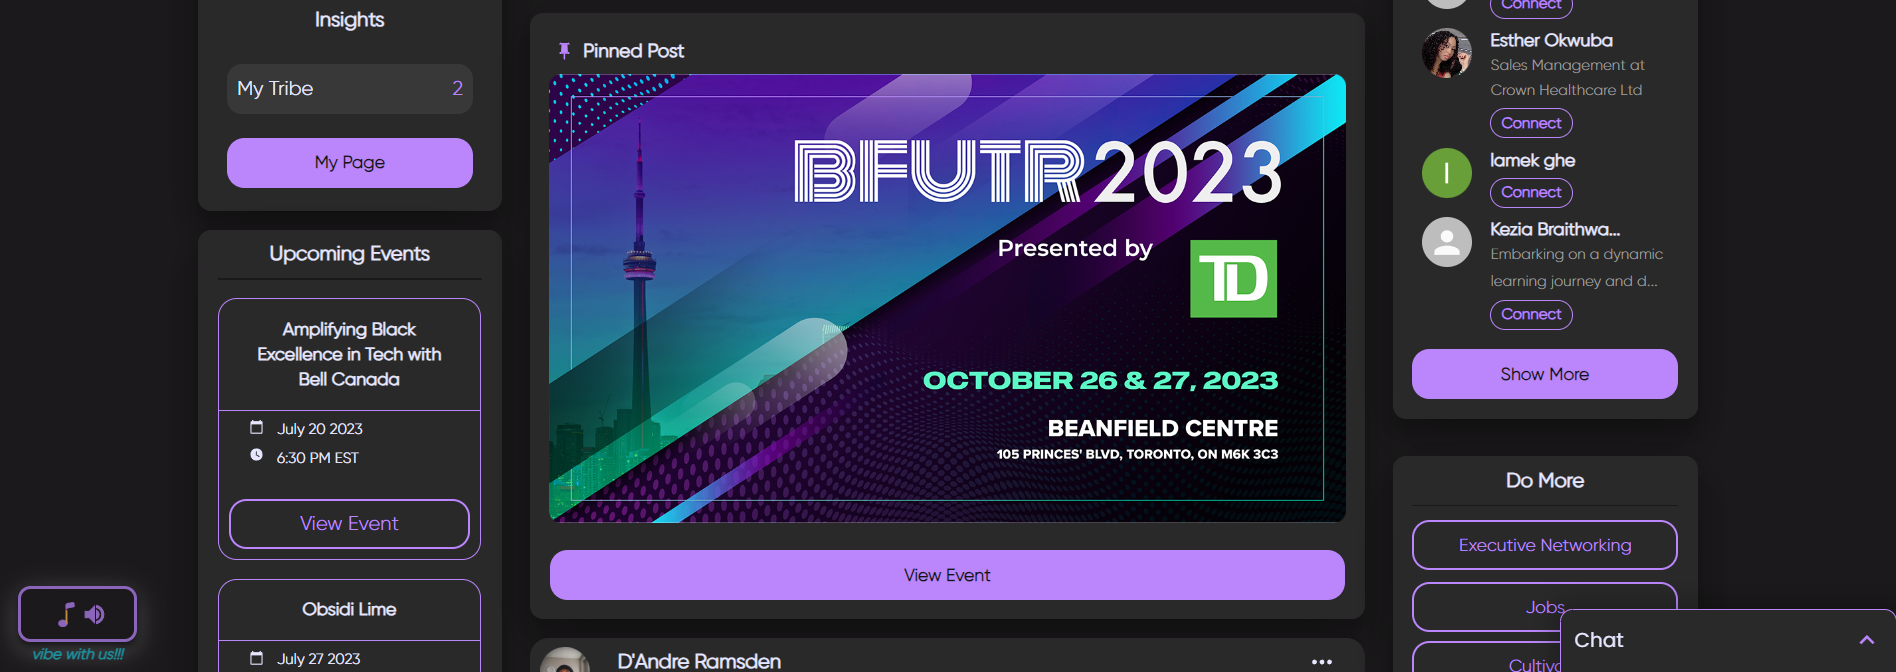 Insights
My Tribe 2
My Page
Upcoming Events
Amplifying Black
Excellence in Tech with
Bell Canada
July 20 2023
6:30 PM EST
View Event
Obsidi Lime
July 27 2023
vibe with us!!!
Pinned Post
BFUTR 2023
Presented by
TD
OCTOBER 26 & 27, 2023
BEANFIELD CENTRE
105 PRINCES' BLVD, TORONTO, ON M6K 3C3
View Event
D'Andre Ramsden
Connect
Esther Okwuba
Sales Management at
Crown Healthcare Ltd
Connect
l
lamek ghe
Connect
Kezia Braithwa...
Embarking on a dynamic
learning journey and d...
Connect
Show More
Do More
Executive Networking
Jobs
Chat